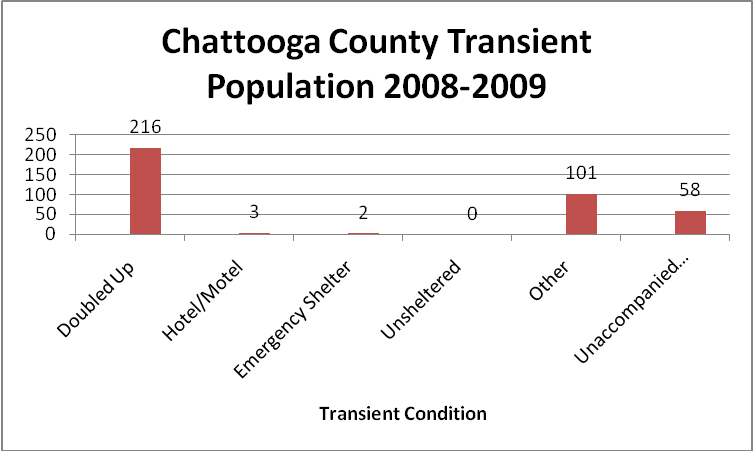 Chattooga County Transient
Population 2008-2009
250
200
150
100
50
0
216
3
2
0
101
58
Doubled Up
Hotel/Motel
Emergency Shelter
Unsheltered
Other
Unaccompanied...
Transient Condition